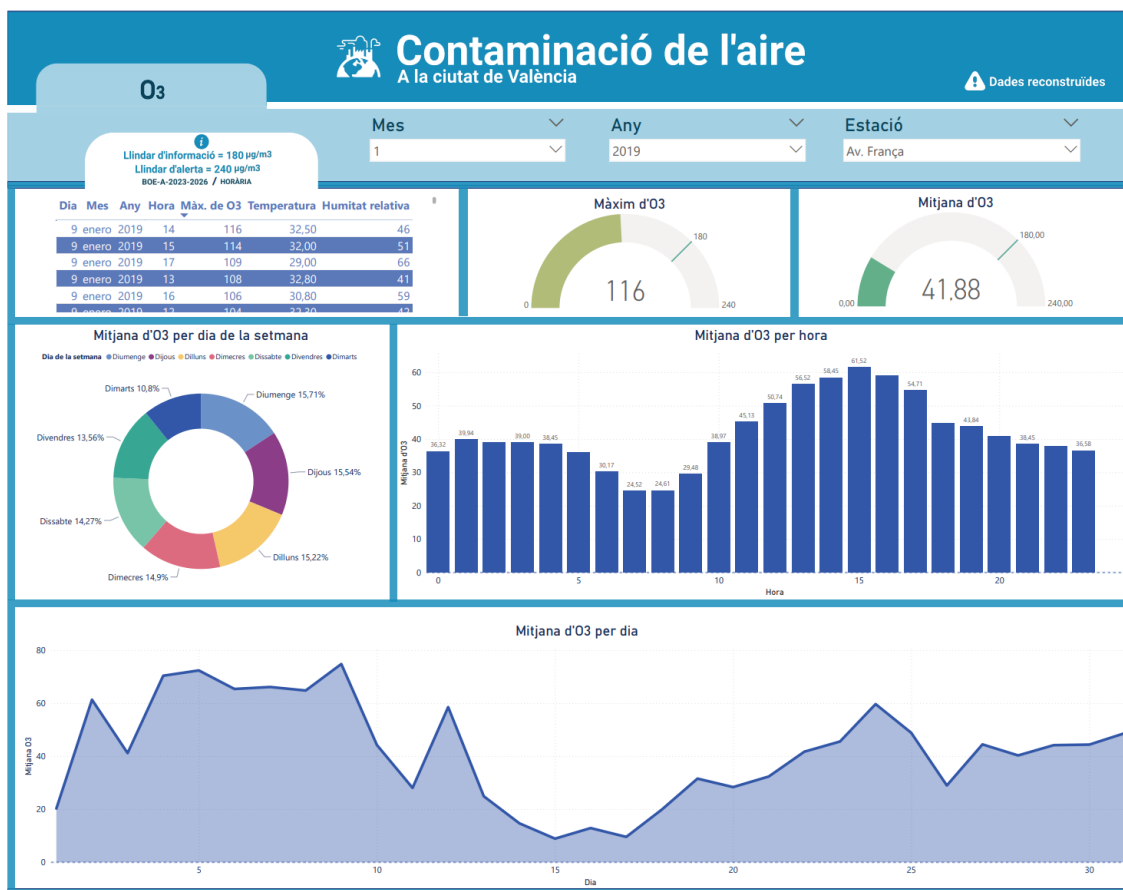 Contaminació de l'aire
A la ciutat de València
O3
Dades reconstruïdes
Mes
Any
Estació
1
2019
Av. França
Llindar d'informació = 180 µg/m3
Llindar d'alerta = 240 µg/m3
BOE-A-2023-2026 / HORÀRIA
Dia Mes Any Hora Màx. de O3 Temperatura Humitat relativa
9 enero 2019 14 116 32,50 46
9 enero 2019 15 114 32,00 51
9 enero 2019 17 109 29,00 66
9 enero 2019 13 108 32,80 41
9 enero 2019 16 106 30,80 59
9 enero 2019 12 104 32,30 42
Màxim d'O3
180
116
0
240
Mitjana d'O3
180,00
41,88
0,00
240,00
Mitjana d'O3 per dia de la setmana
Dia de la setmana Diumenge Dijous Dilluns Dimecres Dissabte Divendres Dimarts
Dimarts 10,8%
Diumenge 15,71%
Divendres 13,56%
Dijous 15,54%
Dissabte 14,27%
Dilluns 15,22%
Dimecres 14,9%
Mitjana d'O3 per hora
Mitjana d'O3
60
50
40
30
20
10
0
36,32
39,94
39,00
38,45
30,17
24,52
24,61
29,48
38,97
45,13
50,74
56,52
58,45
61,52
54,71
43,84
38,45
36,58
0
5
10
15
20
Hora
Mitjana d'O3 per dia
Mitjana O3
80
60
40
20
0
5
10
15
20
25
30
Dia